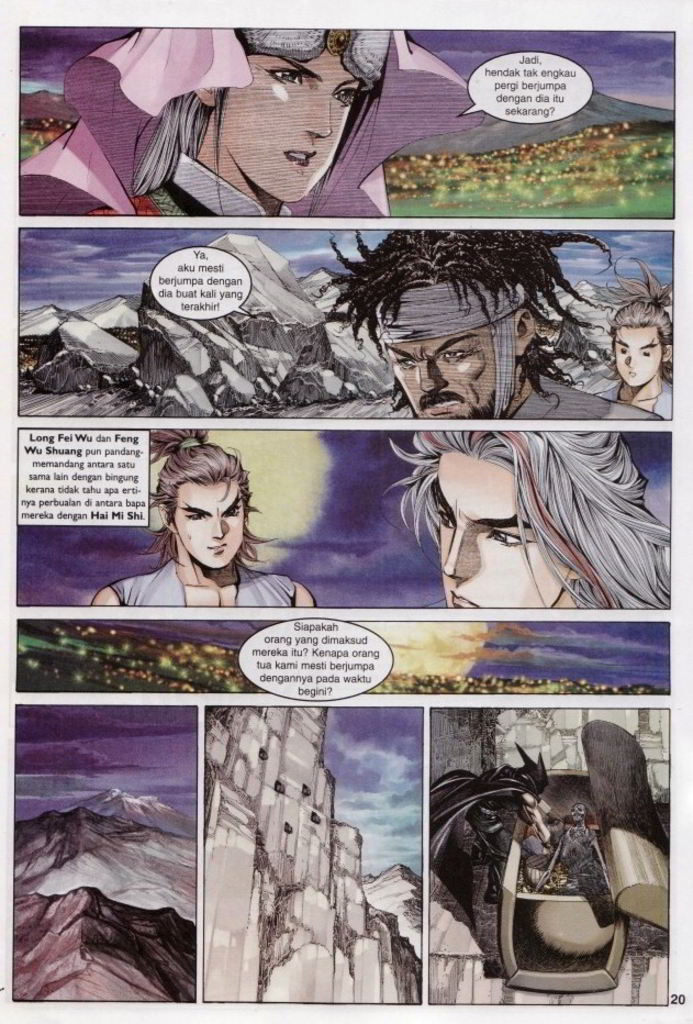 Jadi,
hendak tak engkau
pergi berjumpa
dengan dia itu
sekarang?
Ya,
aku mesti
berjumpa dengan
dia buat kali yang
terakhir!
Long Fei Wu dan Feng
Wu Shuang pun pandang-
memandang antara satu
sama lain dengan bingung
kerana tidak tahu apa erti-
nya perbualan di antara bapa
mereka dengan Hai Mi Shi.
Siapakah
orang yang dimaksud
mereka itu? Kenapa orang
tua kami mesti berjumpa
dengannya pada waktu
begini?
20